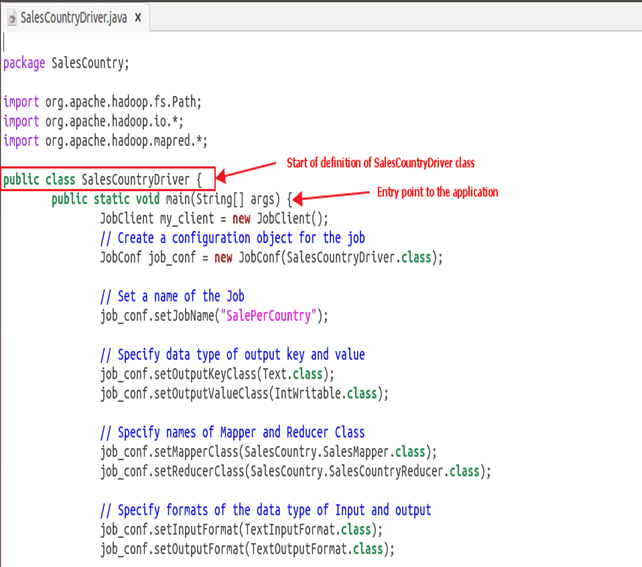 SalesCountryDriver.java ×
package SalesCountry;
import org.apache.hadoop.fs.Path;
import org.apache.hadoop.io.*;
import org.apache.hadoop.mapred.*;
Start of definition of SalesCountryDriver class
public class SalesCountryDriver {
Entry point to the application
public static void main(String[] args) {
JobClient my_client = new JobClient();
// Create a configuration object for the job
JobConf job_conf = new JobConf(SalesCountryDriver.class);
// Set a name of the Job
job_conf.setJobName("SalePerCountry");
// Specify data type of output key and value
job_conf.setOutputKeyClass(Text.class);
job_conf.setOutputValueClass(IntWritable.class);
// Specify names of Mapper and Reducer Class
job_conf.setMapperClass(SalesCountry.SalesMapper.class);
job_conf.setReducerClass(SalesCountry.SalesCountryReducer.class);
// Specify formats of the data type of Input and output
job_conf.setInputFormat(TextInputFormat.class);
job_conf.setOutputFormat(TextOutputFormat.class);